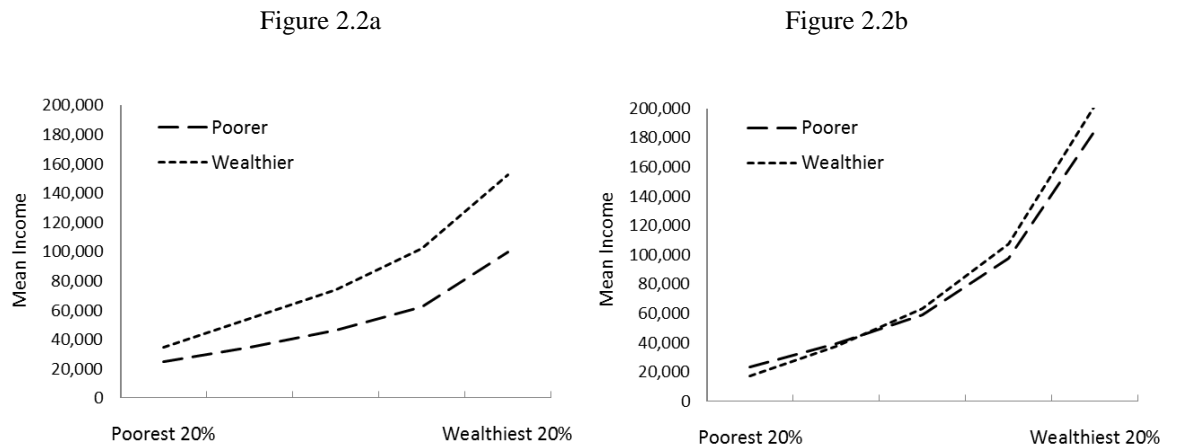 Figure 2.2a
200,000
180,000
160,000
140,000
120,000
100,000
80,000
60,000
40,000
20,000
0
Mean Income
Poorer
Wealthier
Poorest 20%
Wealthiest 20%
Figure 2.2b
200,000
180,000
160,000
140,000
120,000
100,000
80,000
60,000
40,000
20,000
0
Mean Income
Poorer
Wealthier
Poorest 20%
Wealthiest 20%